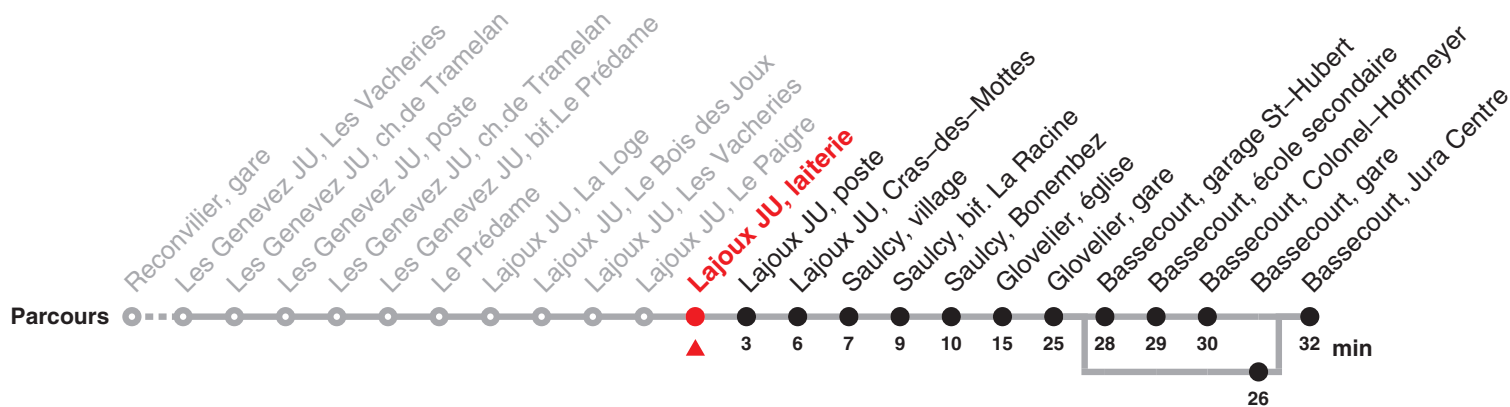 Reconvilier, gare
Les Genevez JU, Les Vacheries
Les Genevez JU, ch.de Tramelan
Les Genevez JU, poste
Les Genevez JU, ch.de Tramelan
Les Genevez JU, bif.Le Prédame
Le Prédame
Lajoux JU, La Loge
Lajoux JU, Le Bois des Joux
Lajoux JU, Les Vacheries
Lajoux JU, Le Paigre
Lajoux JU, laiterie
Lajoux JU, poste
Lajoux JU, Cras–des–Mottes
Saulcy, village
Saulcy, bif. La Racine
Saulcy, Bonembez
Glovelier, église
Glovelier, gare
Bassecourt, garage St–Hubert
Bassecourt, école secondaire
Bassecourt, Colonel–Hoffmeyer
Bassecourt, gare
Bassecourt, Jura Centre
Parcours
3 6 7 9 10 15 25 28 29 30 32 min
26